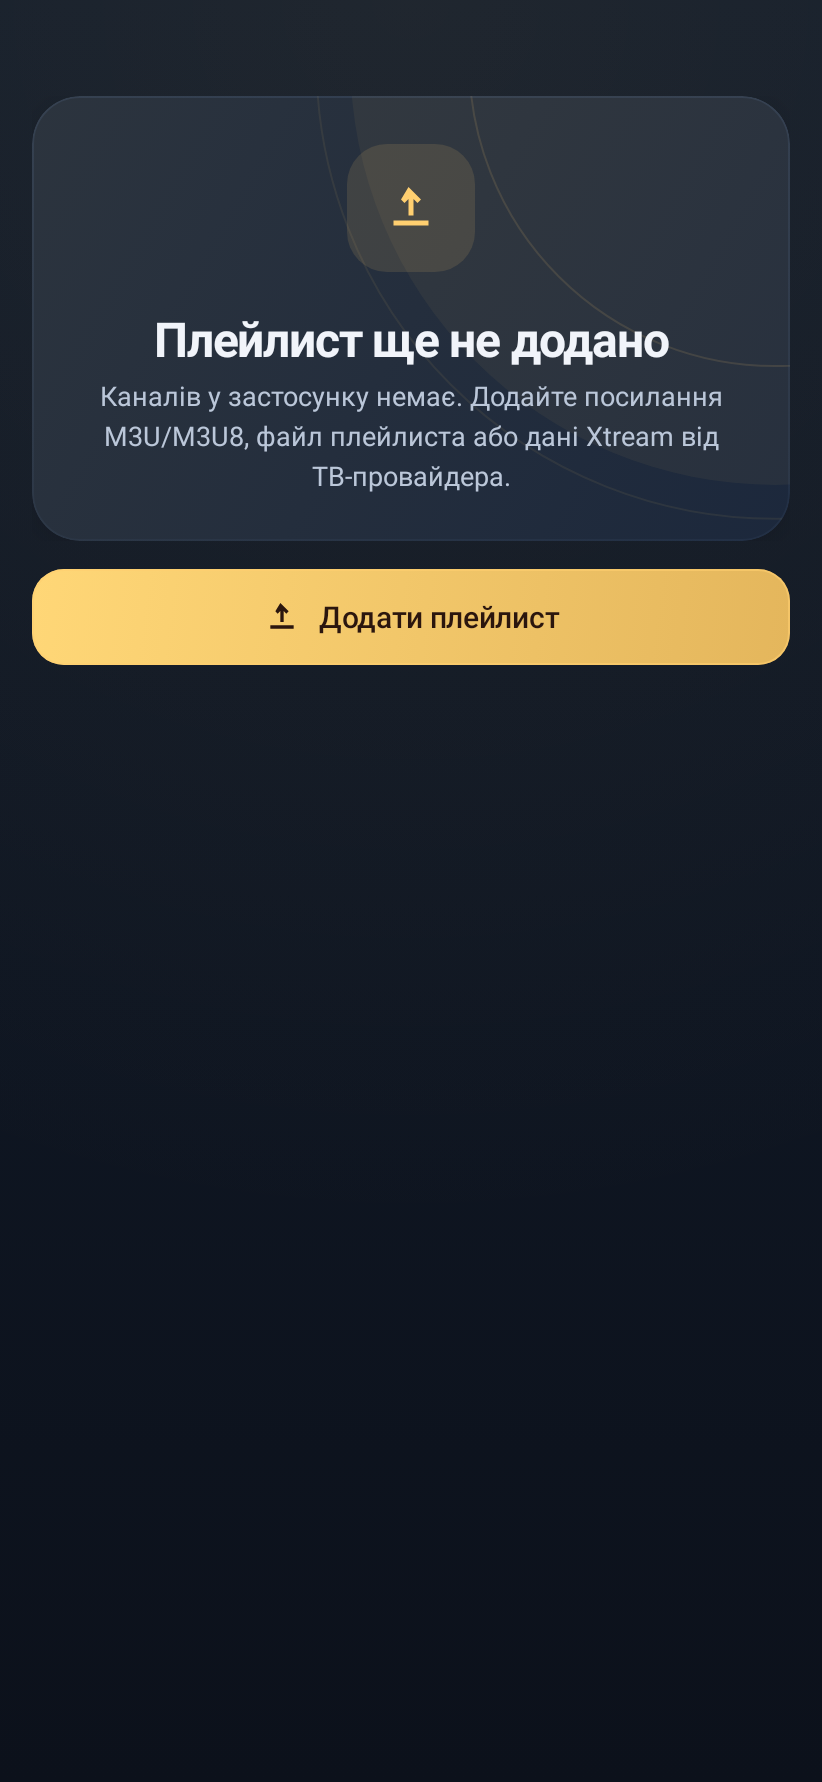 Плейлист ще не додано
Каналів у застосунку немає. Додайте посилання
M3U/M3U8, файл плейлиста або дані Xtream від
ТВ-провайдера.
Додати плейлист